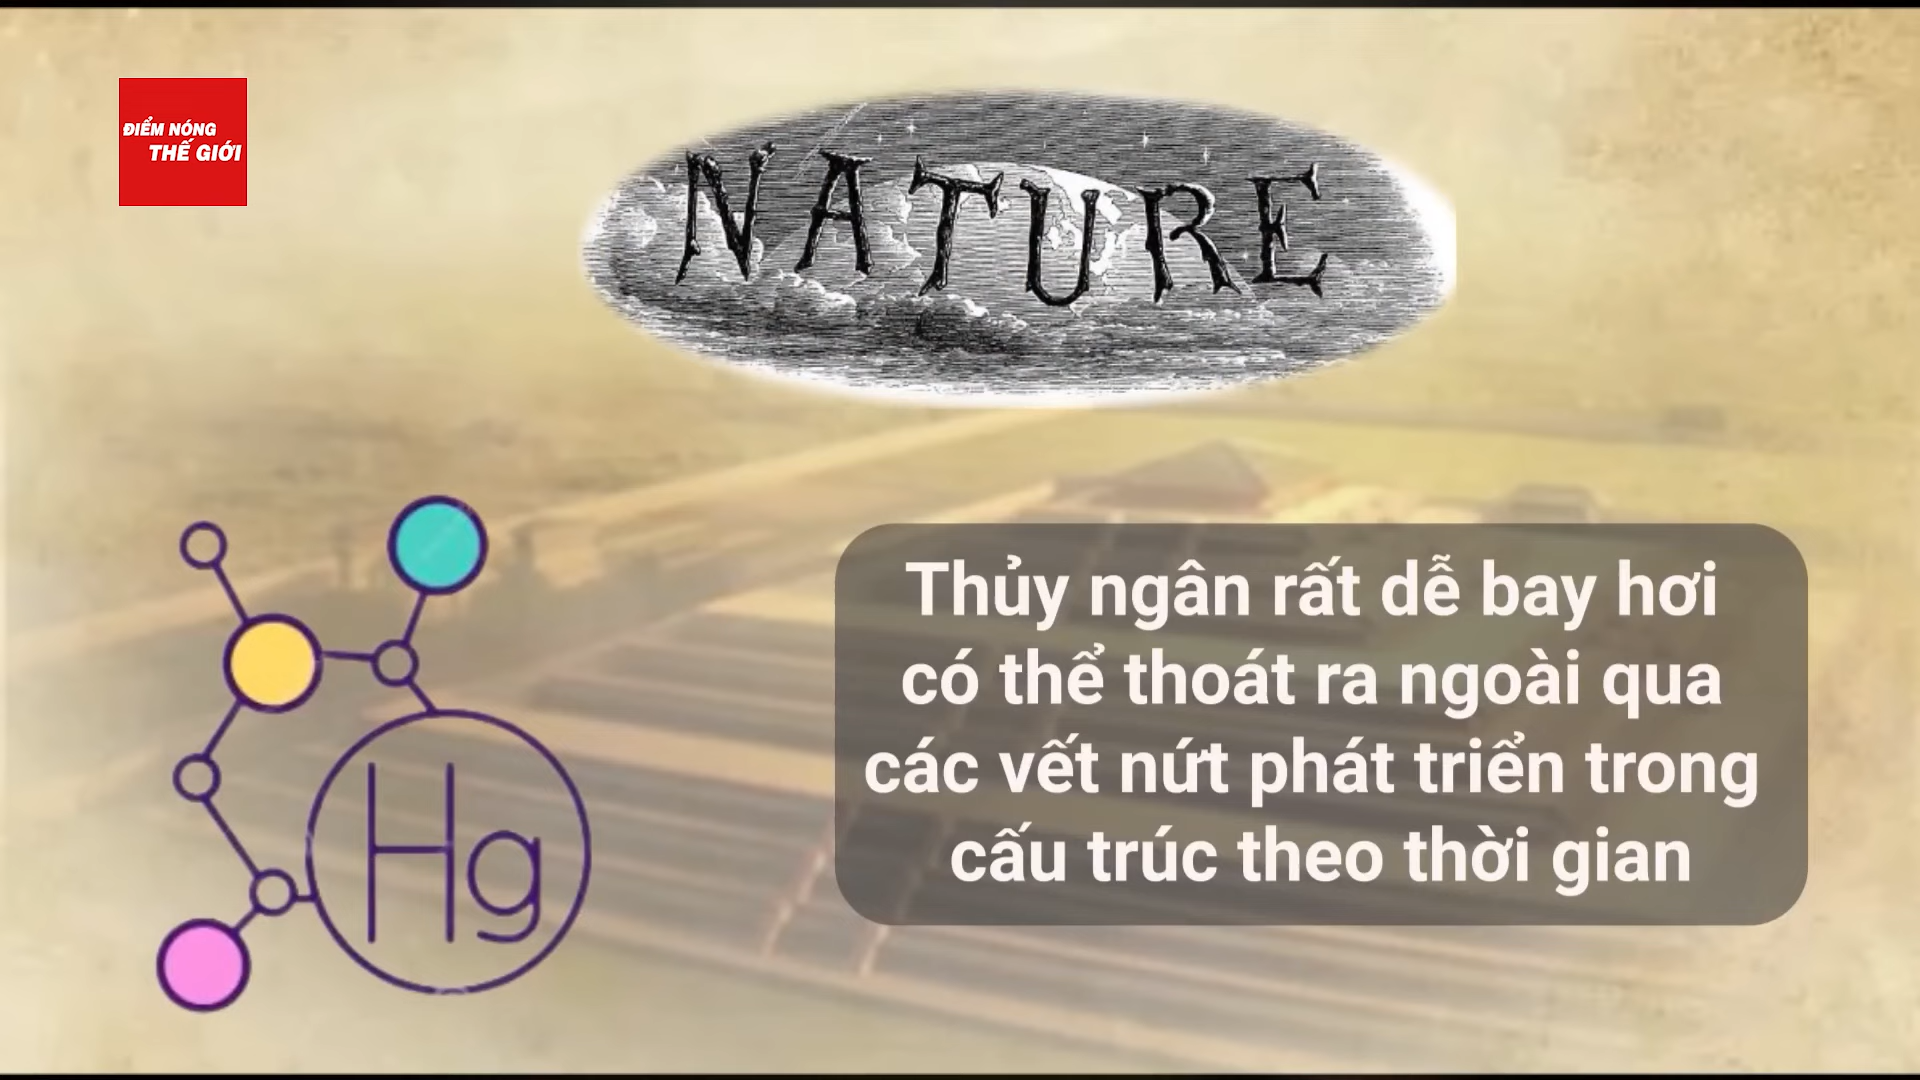 ĐIỂM NÓNG
THẾ GIỚI
NATURE
Thủy ngân rất dễ bay hơi
có thể thoát ra ngoài qua
các vết nứt phát triển trong
cấu trúc theo thời gian
Hg